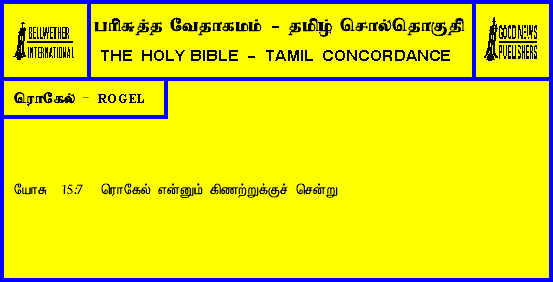 BELLWETHER
INTERNATIONAL
பரிசுத்த வேதாகமம் - தமிழ் சொல்தொகுதி
THE HOLY BIBLE - TAMIL CONCORDANCE
GOOD NEWS
PUBLISHERS
ரொகேல் - ROGEL
யோசு 15:7 ரொகேல் என்னும் கிணற்றுக்குச் சென்று